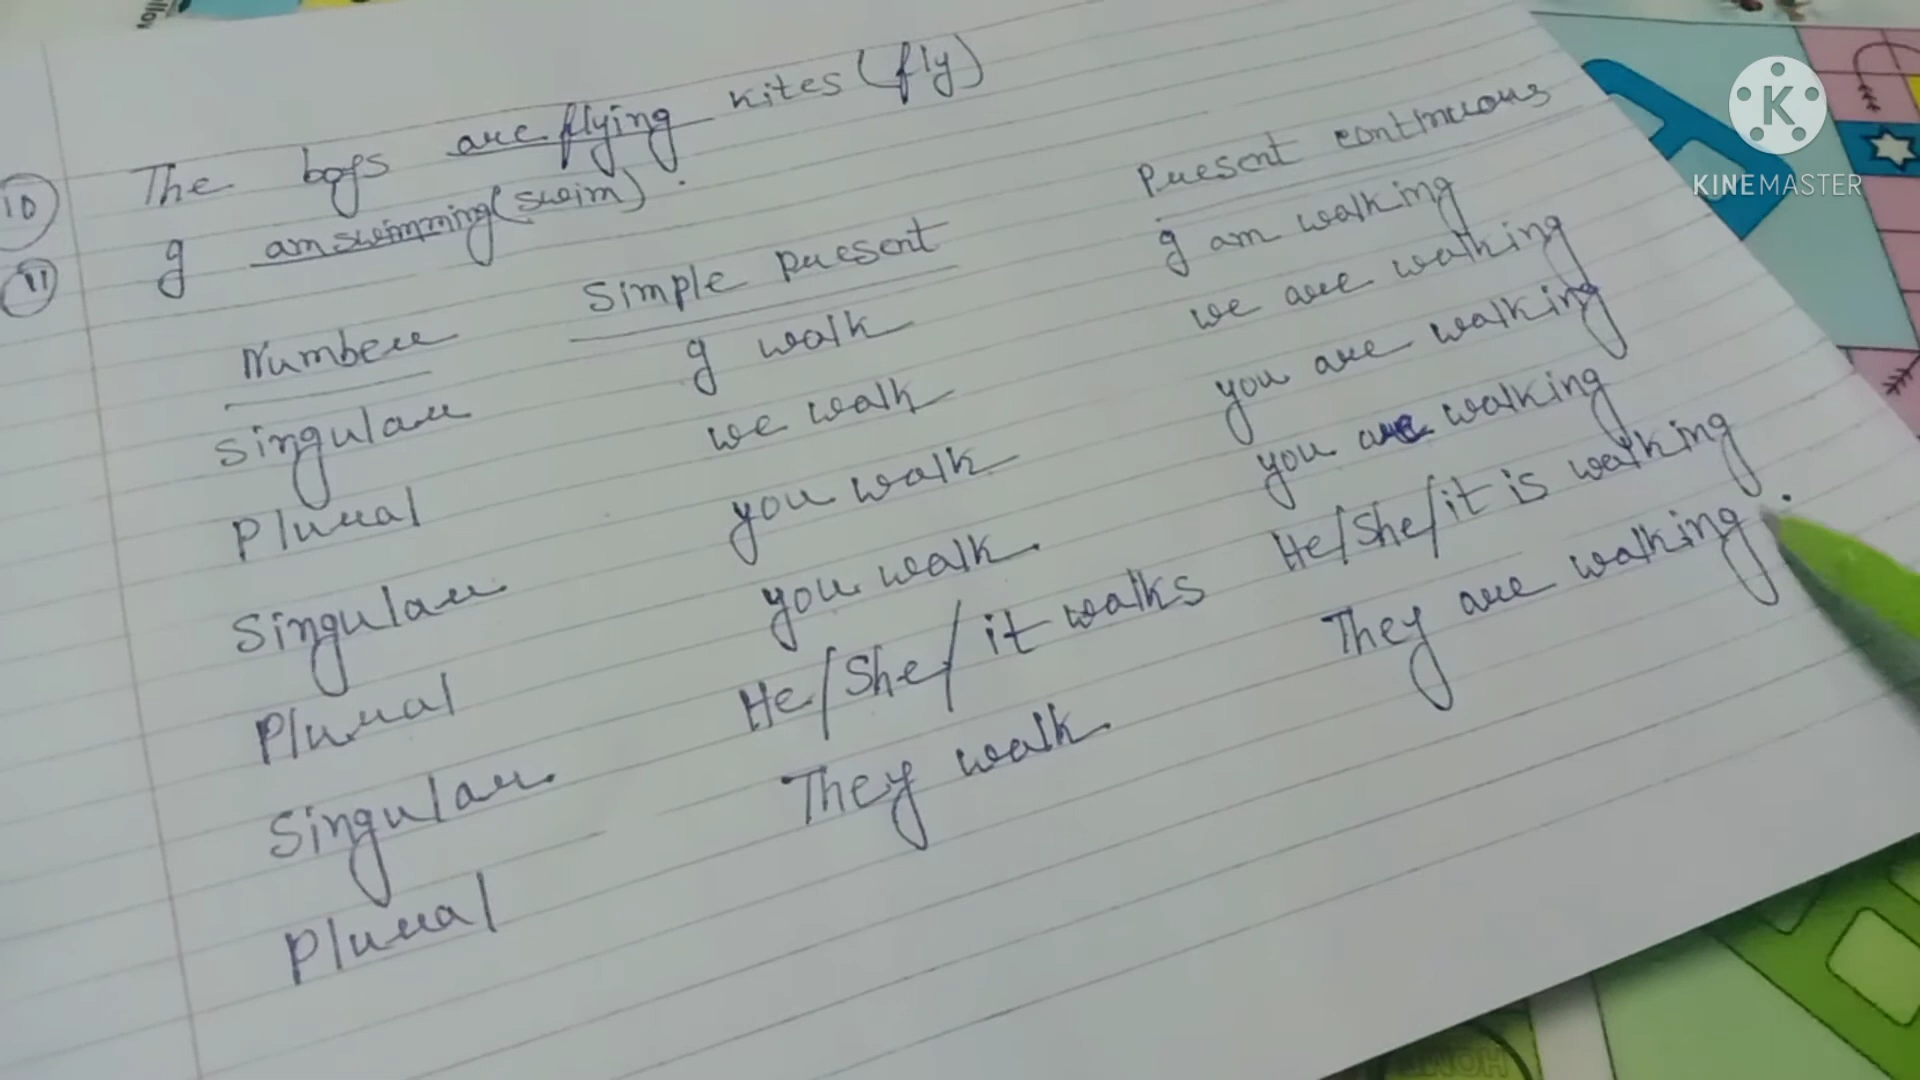 10 The boys are flying kites (fly)
11 I am swimming (swim).
Number Simple present Present continuous
Singular I walk I am walking
Plural we walk we are walking
Singular you walk you are walking
Plural you walk. you are walking
Singular. He/She/it walks He/She/it is walking
Plural They walk. They are walking.
KINEMASTER